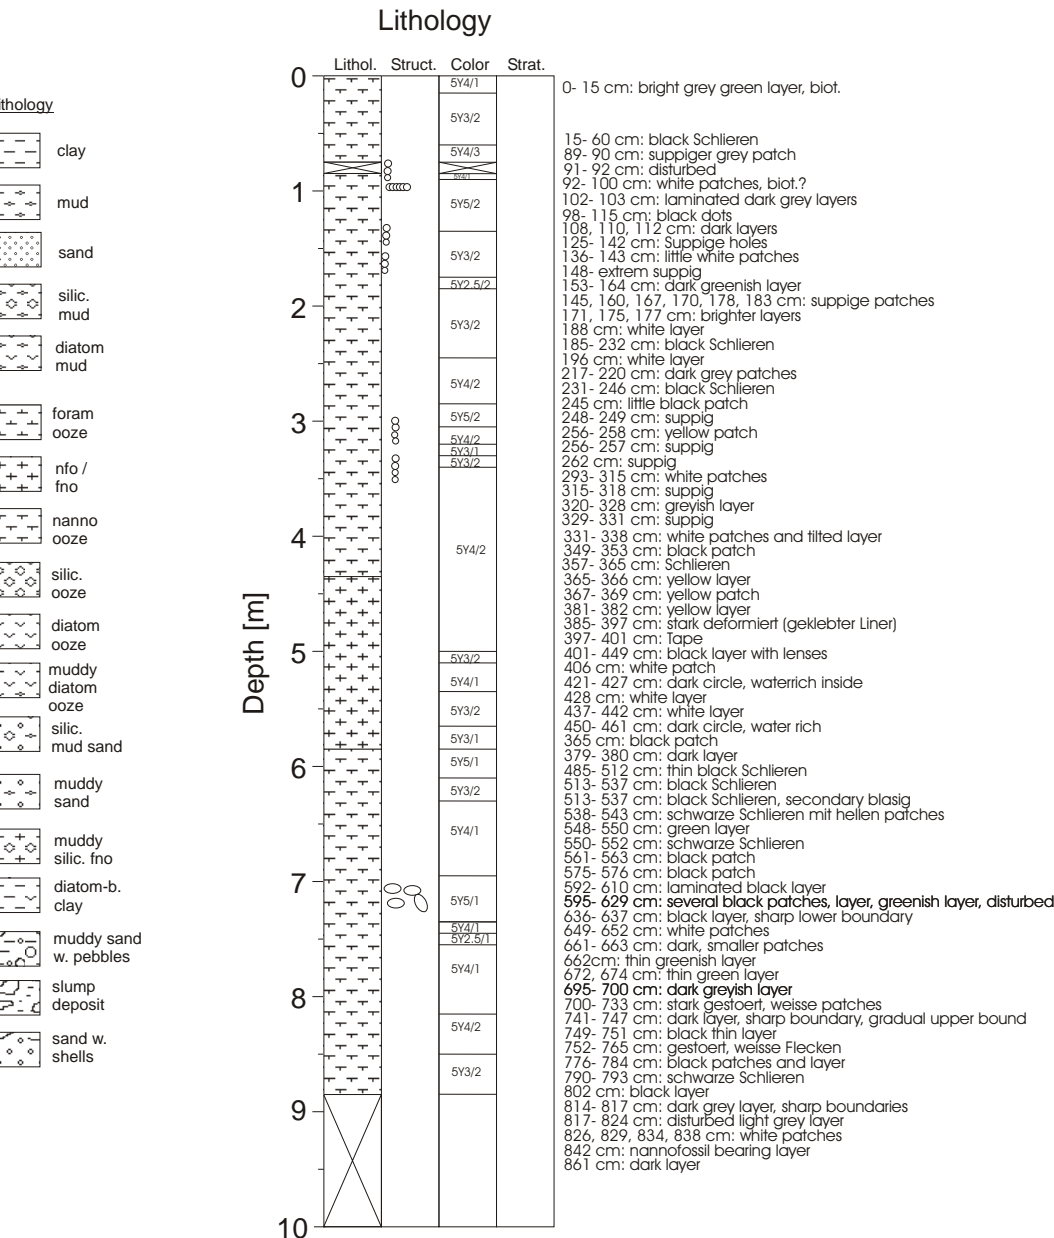 Lithology
Lithol.
Struct.
Color
Strat.
ithology
clay
mud
sand
silic.
mud
diatom
mud
foram
ooze
nfo /
fno
nanno
ooze
silic.
ooze
diatom
ooze
muddy
diatom
ooze
silic.
mud sand
muddy
sand
muddy
silic. fno
diatom-b.
clay
muddy sand
w. pebbles
slump
deposit
sand w.
shells
Depth [m]
0
1
2
3
4
5
6
7
8
9
10
5Y4/1
5Y3/2
5Y4/3
5Y4/1
5Y5/2
5Y3/2
5Y2.5/2
5Y3/2
5Y4/2
5Y5/2
5Y4/2
5Y3/1
5Y3/2
5Y4/2
5Y3/2
5Y4/1
5Y3/2
5Y3/1
5Y5/1
5Y3/2
5Y4/1
5Y5/1
5Y4/1
5Y2.5/1
5Y4/1
5Y4/2
5Y3/2
0- 15 cm: bright grey green layer, biot.
15- 60 cm: black Schlieren
89- 90 cm: suppiger grey patch
91- 92 cm: disturbed
92- 100 cm: white patches, biot.?
102- 103 cm: laminated dark grey layers
98- 115 cm: black dots
108, 110, 112 cm: dark layers
125- 142 cm: Suppige holes
136- 143 cm: little white patches
148- extrem suppig
153- 164 cm: dark greenish layer
145, 160, 167, 170, 178, 183 cm: suppige patches
171, 175, 177 cm: brighter layers
188 cm: white layer
185- 232 cm: black Schlieren
196 cm: white layer
217- 220 cm: dark grey patches
231- 246 cm: black Schlieren
245 cm: little black patch
248- 249 cm: suppig
256- 258 cm: yellow patch
256- 257 cm: suppig
262 cm: suppig
293- 315 cm: white patches
315- 318 cm: suppig
320- 328 cm: greyish layer
329- 331 cm: suppig
331- 338 cm: white patches and tilted layer
349- 353 cm: black patch
357- 365 cm: Schlieren
365- 366 cm: yellow layer
367- 369 cm: yellow patch
381- 382 cm: yellow layer
385- 397 cm: stark deformiert (geklebter Liner)
397- 401 cm: Tape
401- 449 cm: black layer with lenses
406 cm: white patch
421- 427 cm: dark circle, waterrich inside
428 cm: white layer
437- 442 cm: white layer
450- 461 cm: dark circle, water rich
365 cm: black patch
379- 380 cm: dark layer
485- 512 cm: thin black Schlieren
513- 537 cm: black Schlieren
513- 537 cm: black Schlieren, secondary blasig
538- 543 cm: schwarze Schlieren mit hellen patches
548- 550 cm: green layer
550- 552 cm: schwarze Schlieren
561- 563 cm: black patch
575- 576 cm: black patch
592- 610 cm: laminated black layer
595- 629 cm: several black patches, layer, greenish layer, disturbed
636- 637 cm: black layer, sharp lower boundary
649- 652 cm: white patches
661- 663 cm: dark, smaller patches
662cm: thin greenish layer
672, 674 cm: thin green layer
695- 700 cm: dark greyish layer
700- 733 cm: stark gestoert, weisse patches
741- 747 cm: dark layer, sharp boundary, gradual upper bound
749- 751 cm: black thin layer
752- 765 cm: gestoert, weisse Flecken
776- 784 cm: black patches and layer
790- 793 cm: schwarze Schlieren
802 cm: black layer
814- 817 cm: dark grey layer, sharp boundaries
817- 824 cm: disturbed light grey layer
826, 829, 834, 838 cm: white patches
842 cm: nannofossil bearing layer
861 cm: dark layer